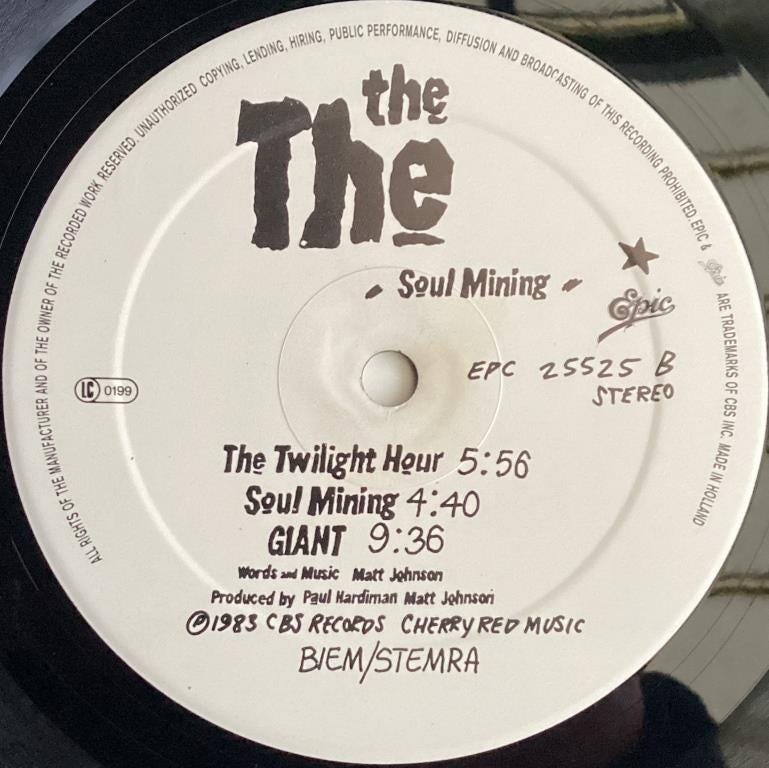 ALL RIGHTS OF THE MANUFACTURER AND OF THE OWNER OF THE RECORDED WORK RESERVED. UNAUTHORIZED COPYING, LENDING, HIRING, PUBLIC PERFORMANCE, DIFFUSION AND BROADCASTING OF THIS RECORDING PROHIBITED. EPIC & Epic ARE TRADEMARKS OF CBS INC. MADE IN HOLLAND
the
The
Soul Mining
Epic
EPC 25525 B
STEREO
LC 0199
The Twilight Hour 5:56
Soul Mining 4:40
GIANT 9:36
Words and Music Matt Johnson
Produced by Paul Hardiman Matt Johnson
℗1983 CBS RECORDS CHERRY RED MUSIC
BIEM/STEMRA